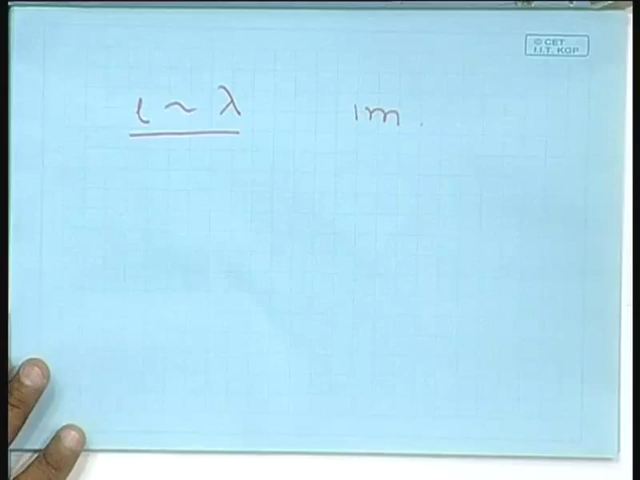 © CET
I.I.T. KGP
l ~ λ 1m.